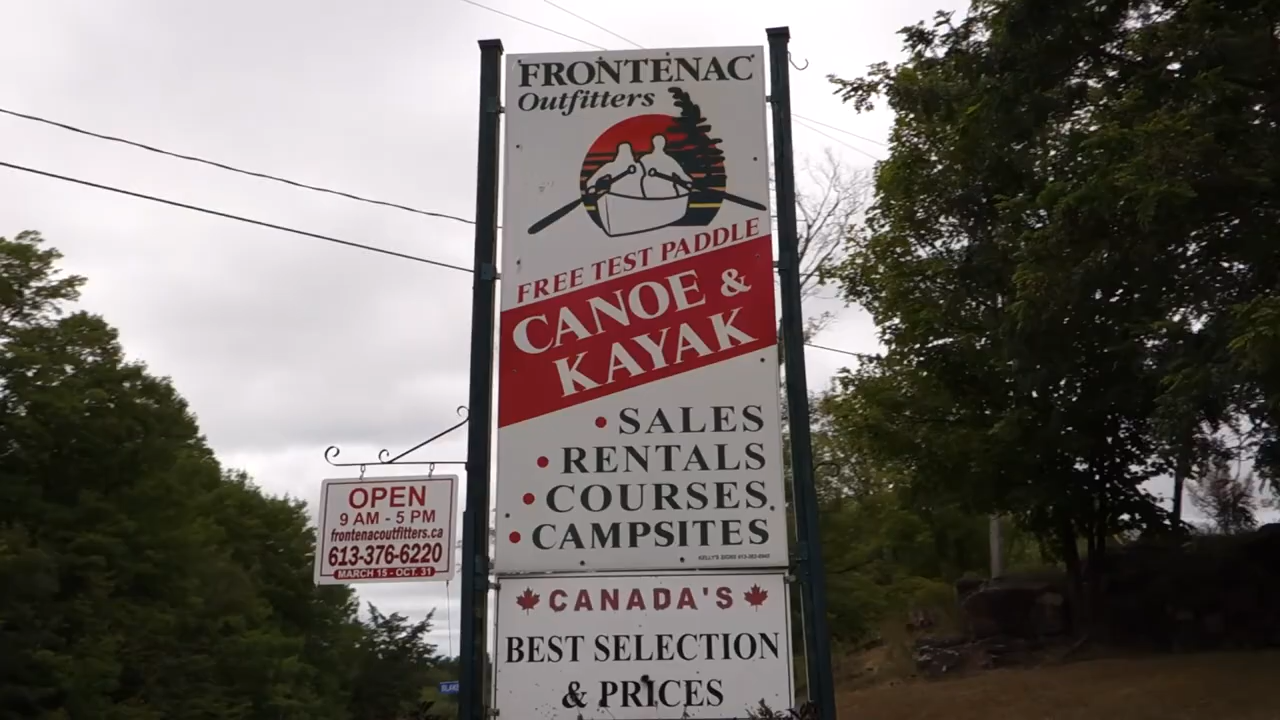 FRONTENAC
Outfitters
FREE TEST PADDLE
CANOE &
KAYAK
• SALES
• RENTALS
• COURSES
• CAMPSITES
CANADA'S
BEST SELECTION
& PRICES
OPEN
9 AM - 5 PM
frontenacoutfitters.ca
613-376-6220
MARCH 15 - OCT. 31